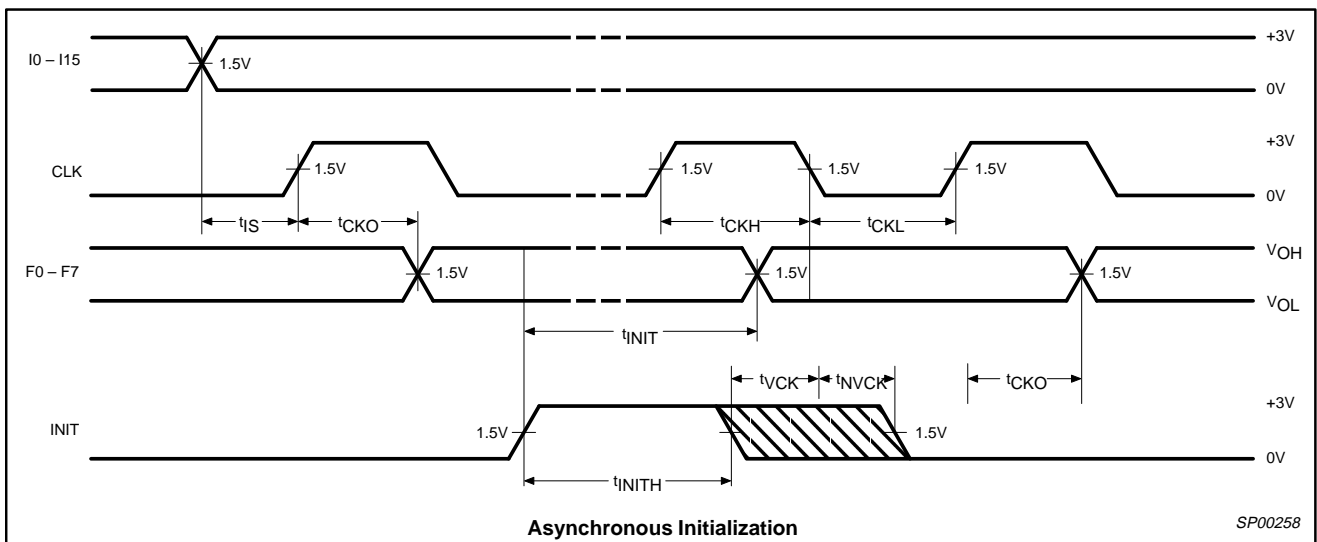 +3V
I0 – I15
1.5V
0V
+3V
CLK
1.5V 1.5V 1.5V 1.5V
0V
tIS tCKO tCKH tCKL
VOH
F0 – F7
1.5V 1.5V 1.5V
VOL
tINIT
tVCK tNVCK tCKO
+3V
INIT
1.5V 1.5V
0V
tINITH
Asynchronous Initialization
SP00258